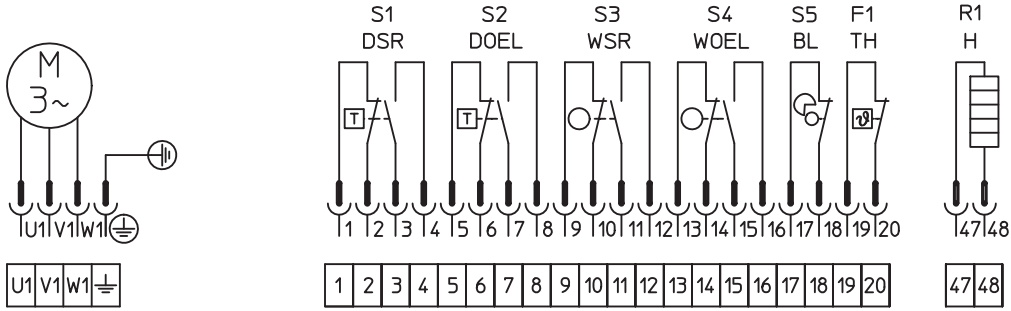 S1 S2 S3 S4 S5 F1 R1
DSR DOEL WSR WOEL BL TH H
M
3~
T T ϑ
U1 V1 W1 1 2 3 4 5 6 7 8 9 10 11 12 13 14 15 16 17 18 19 20 47 48
U1 V1 W1 1 2 3 4 5 6 7 8 9 10 11 12 13 14 15 16 17 18 19 20 47 48